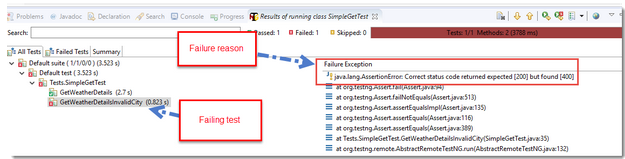 Problems Javadoc Declaration Search Console Progress Results of running class SimpleGetTest
Search: Passed: 1 Failed: 1 Skipped: 0 Tests: 1/1 Methods: 2 (3788 ms)
All Tests Failed Tests Summary
Failure reason
Failure Exception
Default suite ( 1/1/0/0 ) (3.523 s)
Default test ( 3.523 s)
Tests.SimpleGetTest
GetWeatherDetails (2.7 s)
GetWeatherDetailsInvalidCity (0.823 s)
Failing test
java.lang.AssertionError: Correct status code returned expected [200] but found [400]
at org.testng.Assert.fail(Assert.java:94)
at org.testng.Assert.failNotEquals(Assert.java:513)
at org.testng.Assert.assertEqualsImpl(Assert.java:135)
at org.testng.Assert.assertEquals(Assert.java:116)
at org.testng.Assert.assertEquals(Assert.java:389)
at Tests.SimpleGetTest.GetWeatherDetailsInvalidCity(SimpleGetTest.java:35)
at org.testng.remote.AbstractRemoteTestNG.run(AbstractRemoteTestNG.java:132)